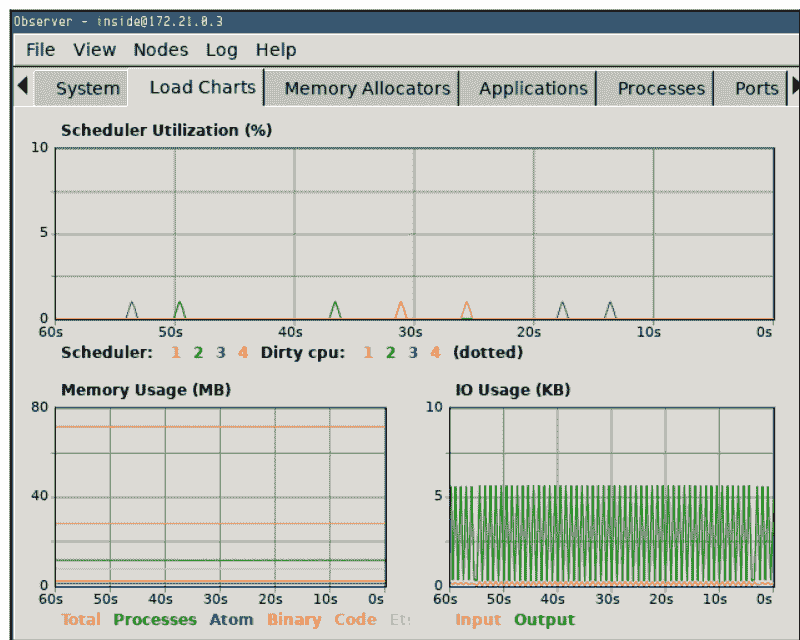 Observer - inside@172.21.0.3
File View Nodes Log Help
System Load Charts Memory Allocators Applications Processes Ports
Scheduler Utilization (%)
10
5
0
60s 50s 40s 30s 20s 10s 0s
Scheduler: 1 2 3 4 Dirty cpu: 1 2 3 4 (dotted)
Memory Usage (MB) IO Usage (KB)
80 10
40 5
0 0
60s 50s 40s 30s 20s 10s 0s 60s 50s 40s 30s 20s 10s 0s
Total Processes Atom Binary Code Input Output